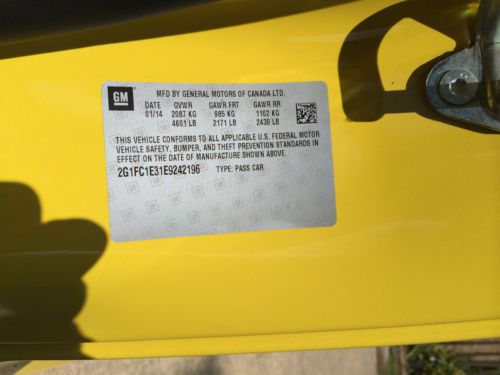 GM
MFD BY GENERAL MOTORS OF CANADA LTD.
DATE GVWR GAWR FRT GAWR RR
01/14 2087 KG 985 KG 1102 KG
4601 LB 2171 LB 2430 LB
THIS VEHICLE CONFORMS TO ALL APPLICABLE U.S. FEDERAL MOTOR
VEHICLE SAFETY, BUMPER, AND THEFT PREVENTION STANDARDS IN
EFFECT ON THE DATE OF MANUFACTURE SHOWN ABOVE.
2G1FC1E31E9242196 TYPE: PASS CAR